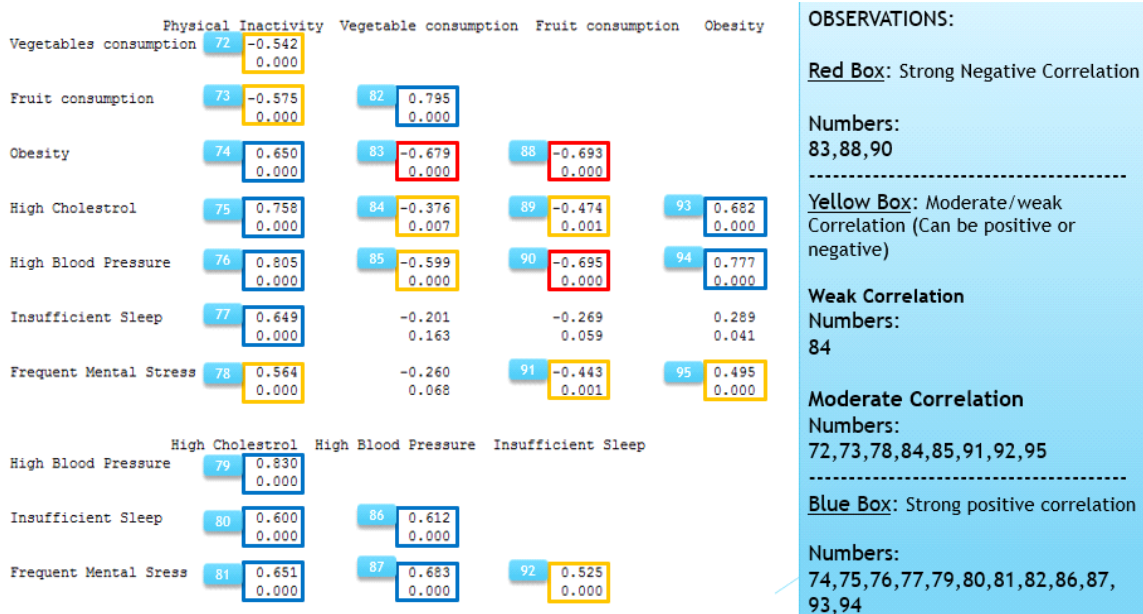 Physical Inactivity Vegetable consumption Fruit consumption Obesity
Vegetables consumption 72 -0.542
0.000
Fruit consumption 73 -0.575 82 0.795
0.000 0.000
Obesity 74 0.650 83 -0.679 88 -0.693
0.000 0.000 0.000
High Cholestrol 75 0.758 84 -0.376 89 -0.474 93 0.682
0.000 0.007 0.001 0.000
High Blood Pressure 76 0.805 85 -0.599 90 -0.695 94 0.777
0.000 0.000 0.000 0.000
Insufficient Sleep 77 0.649 -0.201 -0.269 0.289
0.000 0.163 0.059 0.041
Frequent Mental Stress 78 0.564 -0.260 91 -0.443 95 0.495
0.000 0.068 0.001 0.000
High Cholestrol High Blood Pressure Insufficient Sleep
High Blood Pressure 79 0.830
0.000
Insufficient Sleep 80 0.600 86 0.612
0.000 0.000
Frequent Mental Sress 81 0.651 87 0.683 92 0.525
0.000 0.000 0.000
OBSERVATIONS:
Red Box: Strong Negative Correlation
Numbers:
83,88,90
Yellow Box: Moderate/weak
Correlation (Can be positive or
negative)
Weak Correlation
Numbers:
84
Moderate Correlation
Numbers:
72,73,78,84,85,91,92,95
Blue Box: Strong positive correlation
Numbers:
74,75,76,77,79,80,81,82,86,87,
93,94